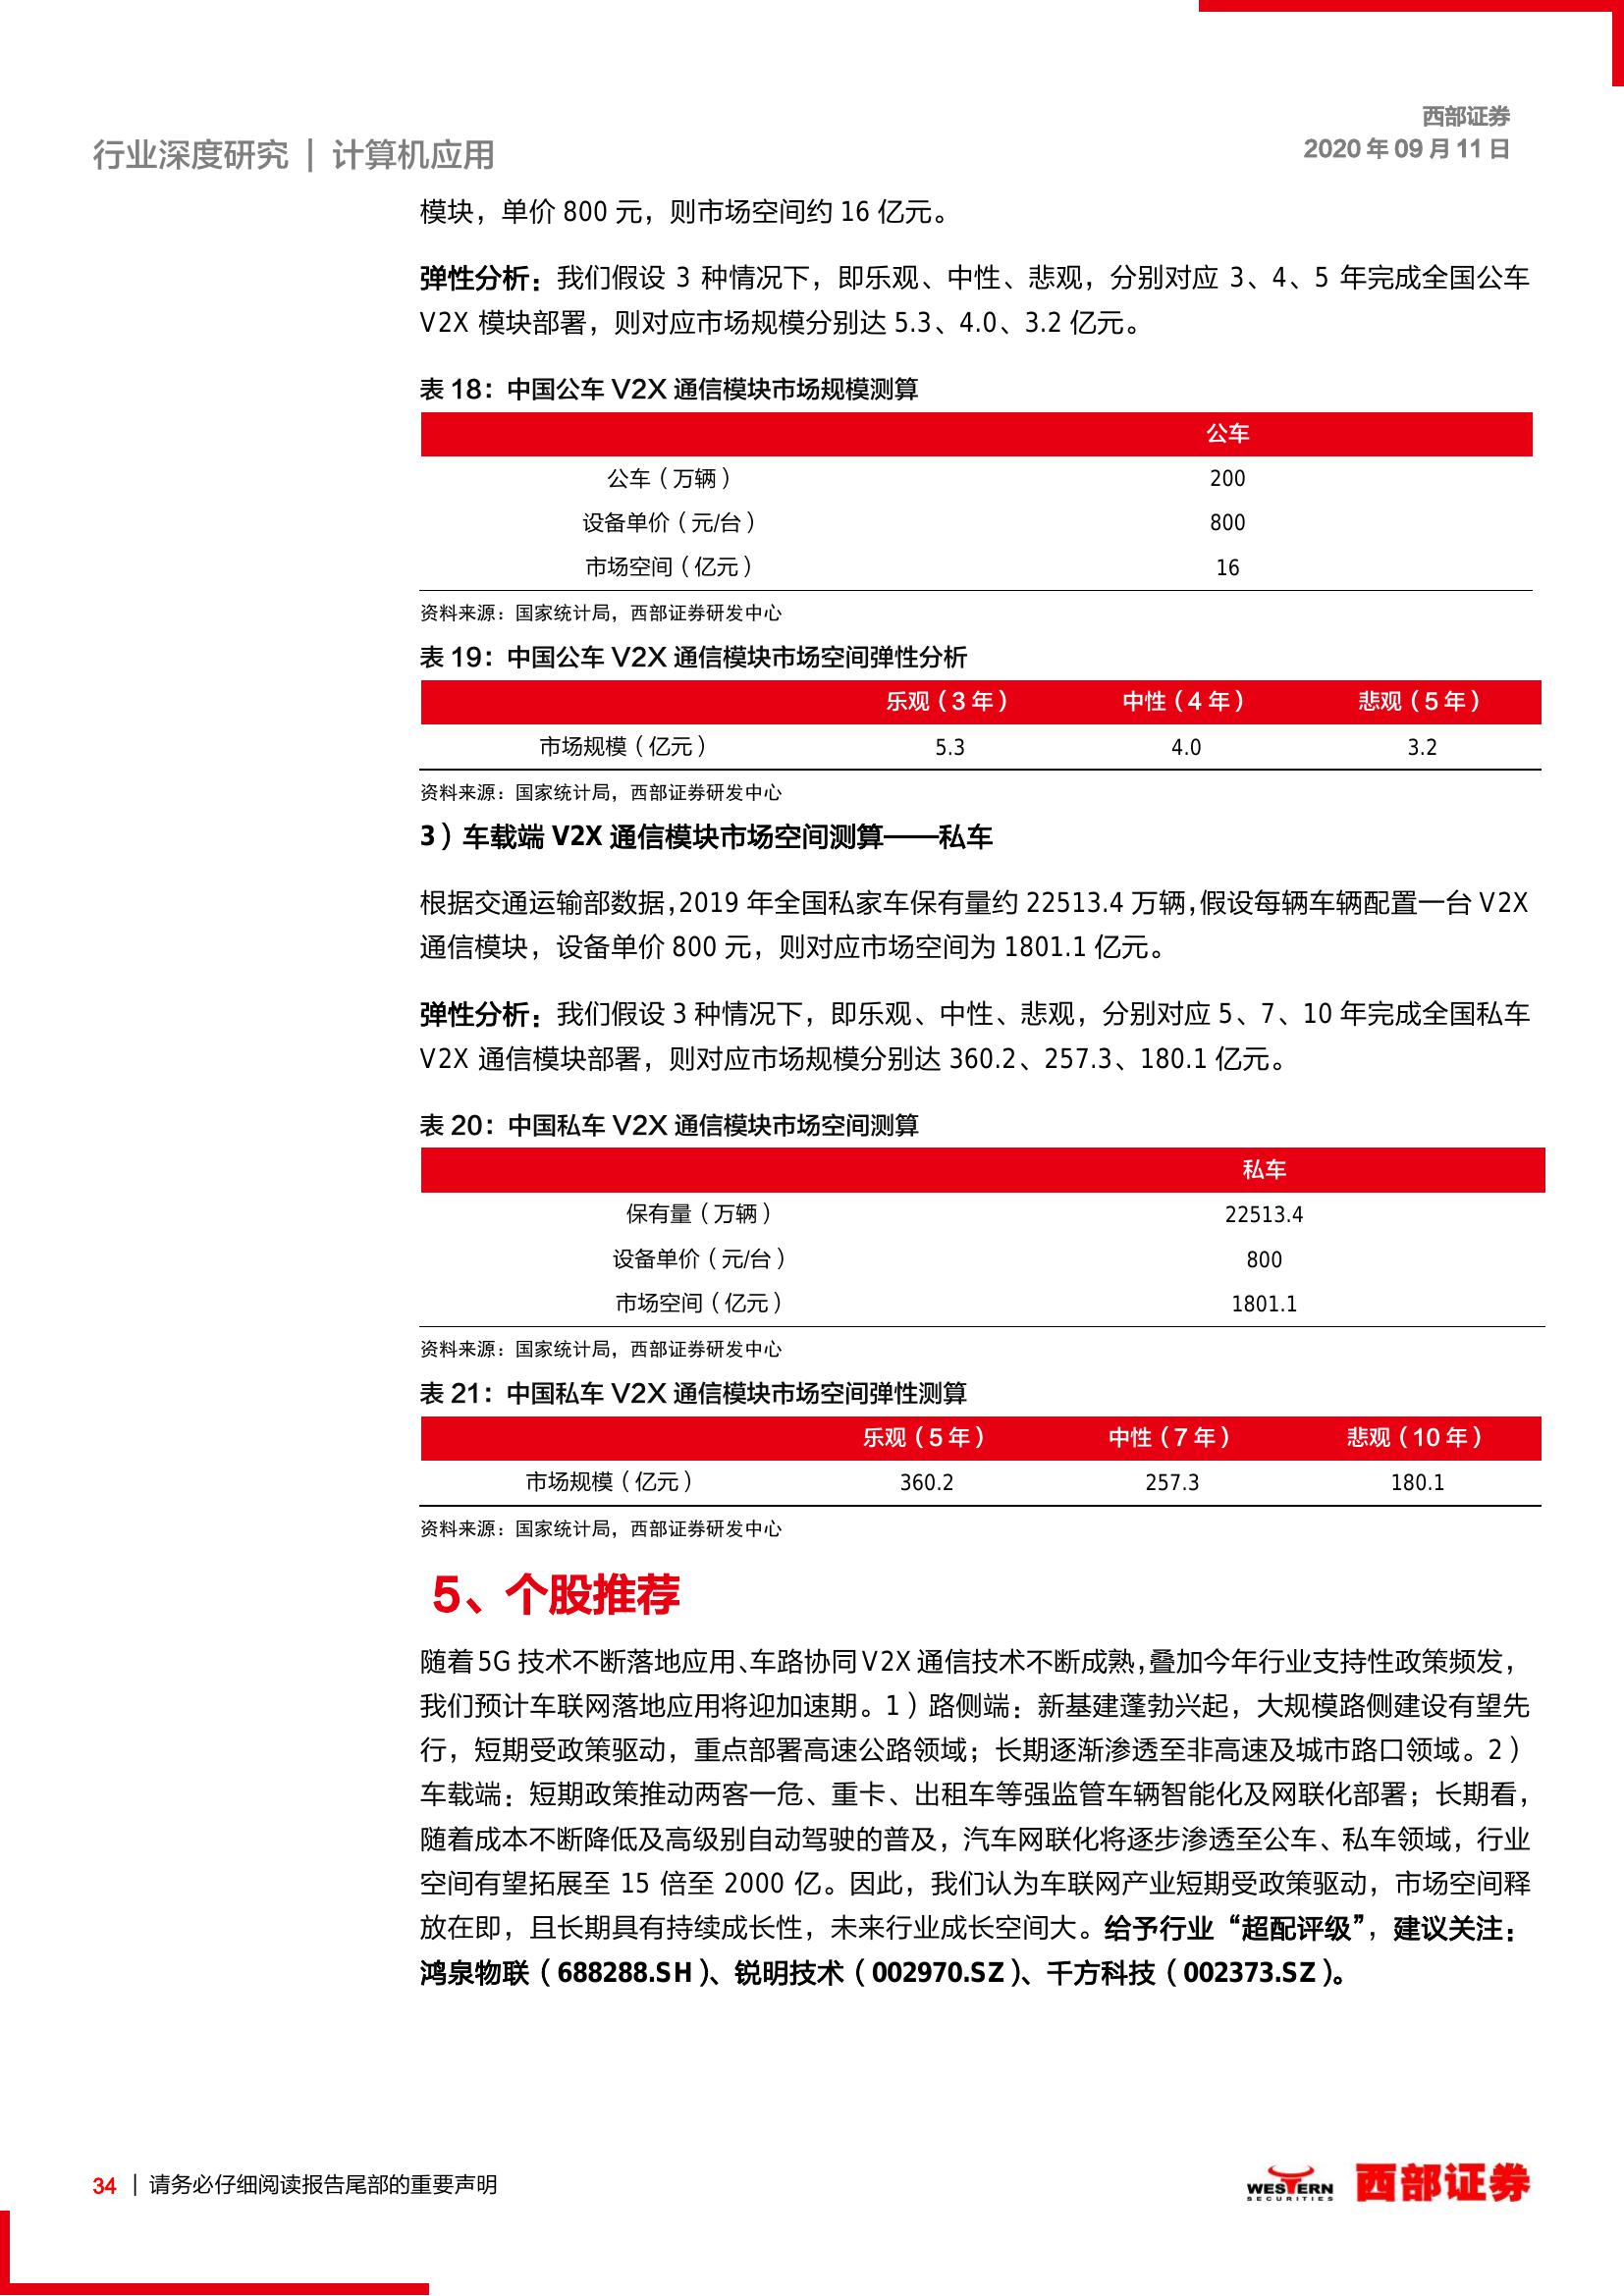 西部证券
2020 年 09 月 11 日
行业深度研究 | 计算机应用
模块，单价 800 元，则市场空间约 16 亿元。
弹性分析：我们假设 3 种情况下，即乐观、中性、悲观，分别对应 3、4、5 年完成全国公车
V2X 模块部署，则对应市场规模分别达 5.3、4.0、3.2 亿元。
表 18：中国公车 V2X 通信模块市场规模测算
公车
公车（万辆） 200
设备单价（元/台） 800
市场空间（亿元） 16
资料来源：国家统计局，西部证券研发中心
表 19：中国公车 V2X 通信模块市场空间弹性分析
乐观（3 年） 中性（4 年） 悲观（5 年）
市场规模（亿元） 5.3 4.0 3.2
资料来源：国家统计局，西部证券研发中心
3）车载端 V2X 通信模块市场空间测算——私车
根据交通运输部数据,2019 年全国私家车保有量约 22513.4 万辆,假设每辆车辆配置一台 V2X
通信模块，设备单价 800 元，则对应市场空间为 1801.1 亿元。
弹性分析：我们假设 3 种情况下，即乐观、中性、悲观，分别对应 5、7、10 年完成全国私车
V2X 通信模块部署，则对应市场规模分别达 360.2、257.3、180.1 亿元。
表 20：中国私车 V2X 通信模块市场空间测算
私车
保有量（万辆） 22513.4
设备单价（元/台） 800
市场空间（亿元） 1801.1
资料来源：国家统计局，西部证券研发中心
表 21：中国私车 V2X 通信模块市场空间弹性测算
乐观（5 年） 中性（7 年） 悲观（10 年）
市场规模（亿元） 360.2 257.3 180.1
资料来源：国家统计局，西部证券研发中心
5、个股推荐
随着 5G 技术不断落地应用、车路协同 V2X 通信技术不断成熟,叠加今年行业支持性政策频发，
我们预计车联网落地应用将迎加速期。1）路侧端：新基建蓬勃兴起，大规模路侧建设有望先
行，短期受政策驱动，重点部署高速公路领域；长期逐渐渗透至非高速及城市路口领域。2）
车载端：短期政策推动两客一危、重卡、出租车等强监管车辆智能化及网联化部署；长期看，
随着成本不断降低及高级别自动驾驶的普及，汽车网联化将逐步渗透至公车、私车领域，行业
空间有望拓展至 15 倍至 2000 亿。因此，我们认为车联网产业短期受政策驱动，市场空间释
放在即，且长期具有持续成长性，未来行业成长空间大。给予行业“超配评级”，建议关注：
鸿泉物联（688288.SH）、锐明技术（002970.SZ）、千方科技（002373.SZ）。
34 | 请务必仔细阅读报告尾部的重要声明
WESTERN
SECURITIES
西部证券